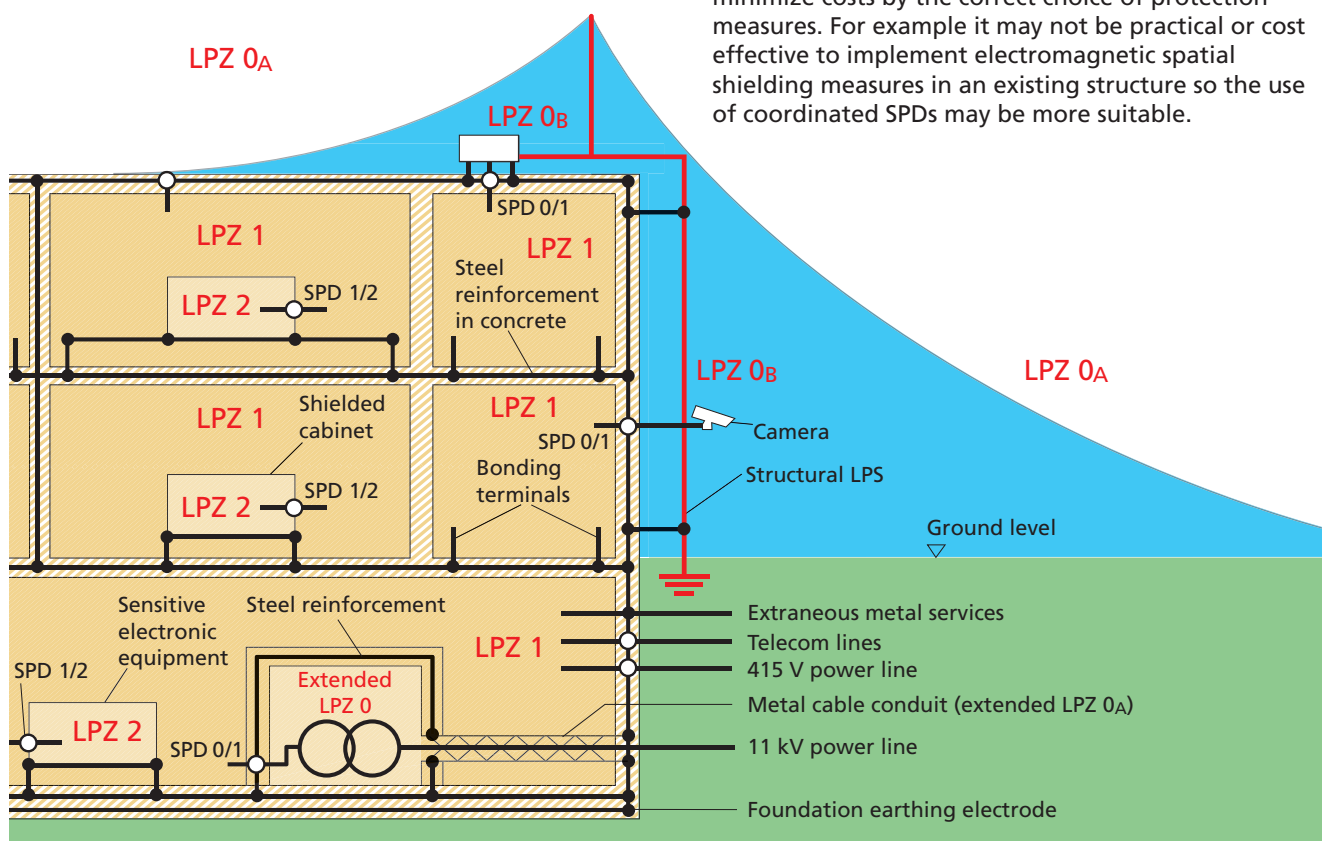 minimize costs by the correct choice of protection
measures. For example it may not be practical or cost
effective to implement electromagnetic spatial
shielding measures in an existing structure so the use
of coordinated SPDs may be more suitable.
LPZ 0A
LPZ 0B
SPD 0/1
LPZ 1
LPZ 1
Steel
reinforcement
in concrete
LPZ 2
SPD 1/2
LPZ 0B
LPZ 0A
LPZ 1
Shielded
cabinet
LPZ 1
SPD 0/1
Camera
LPZ 2
SPD 1/2
Bonding
terminals
Structural LPS
Ground level
Sensitive
electronic
equipment
Steel reinforcement
LPZ 1
Extraneous metal services
Telecom lines
415 V power line
SPD 1/2
LPZ 2
Extended
LPZ 0
SPD 0/1
Metal cable conduit (extended LPZ 0A)
11 kV power line
Foundation earthing electrode